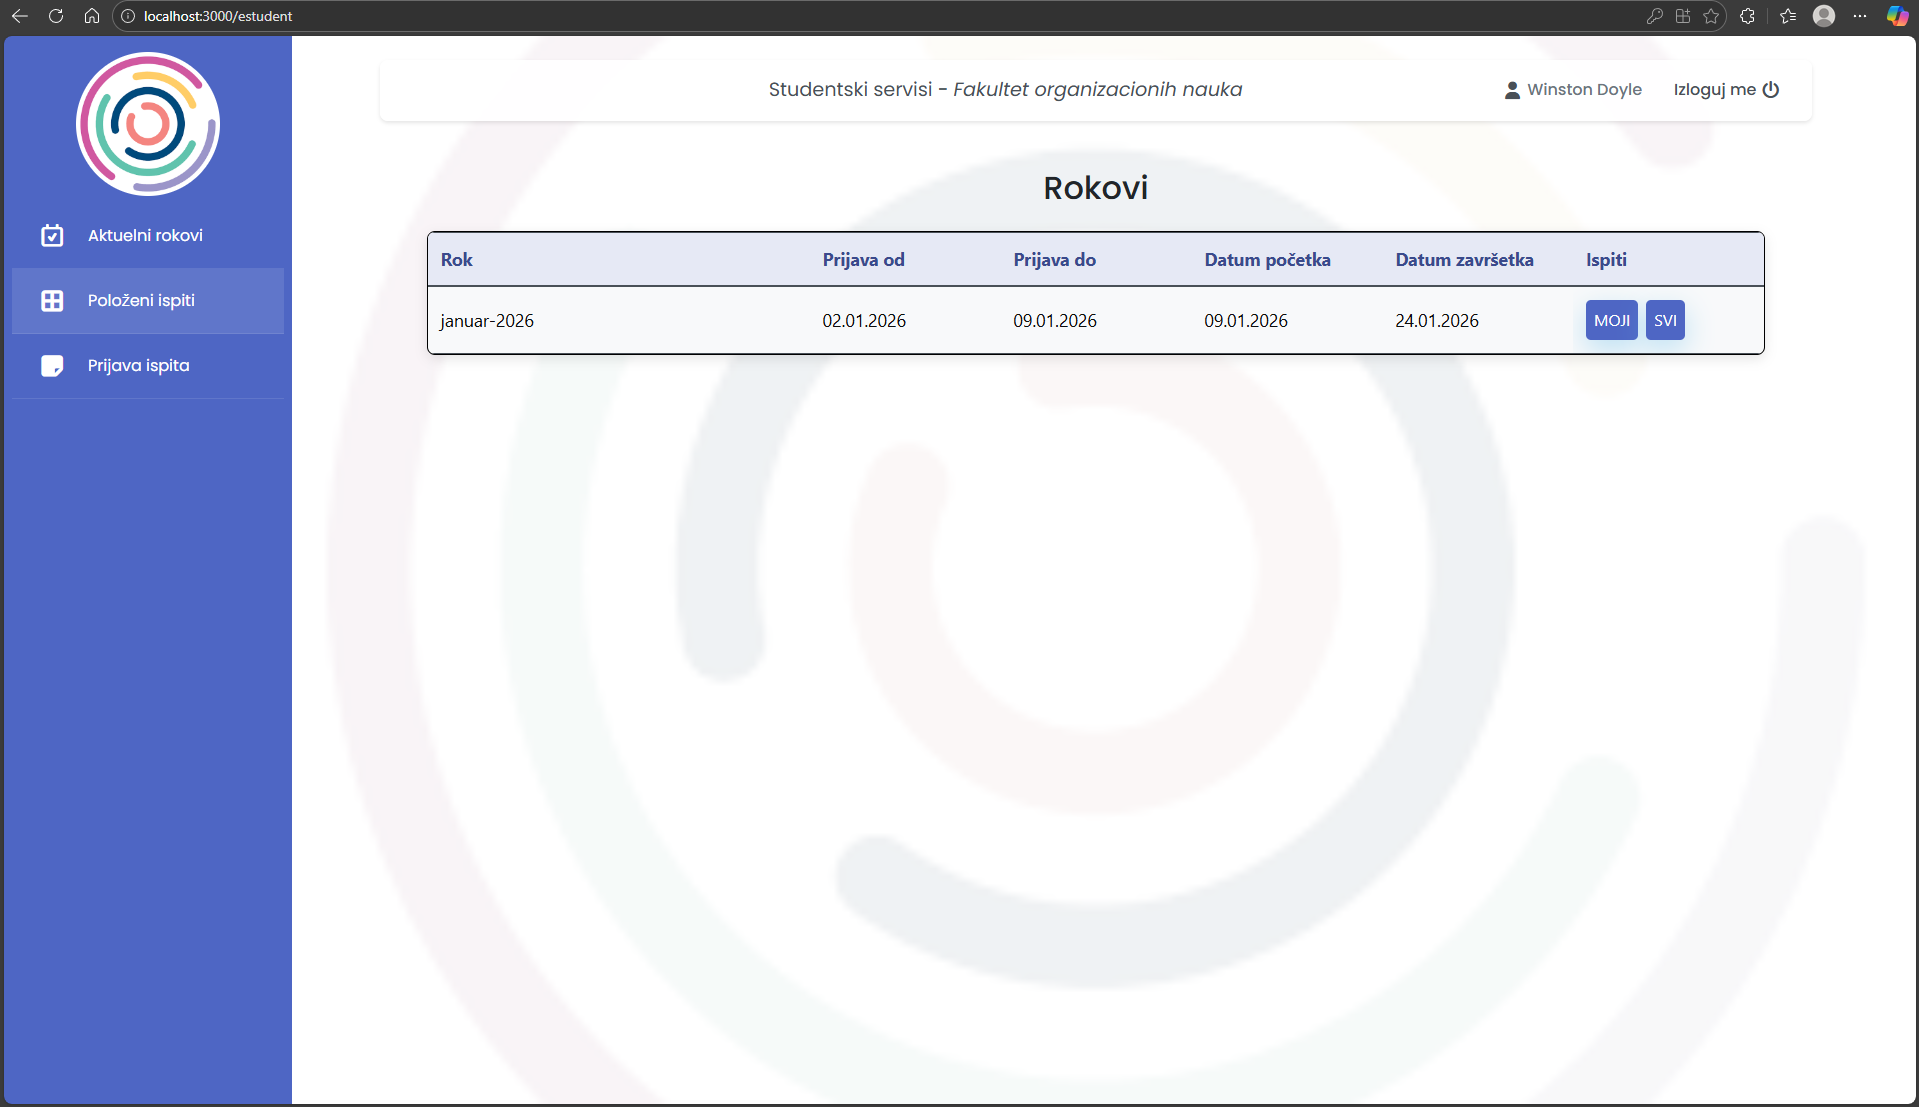 localhost:3000/estudent
Studentski servisi - Fakultet organizacionih nauka
Winston Doyle
Izloguj me
Aktuelni rokovi
Položeni ispiti
Prijava ispita
Rokovi
Rok Prijava od Prijava do Datum početka Datum završetka Ispiti
januar-2026 02.01.2026 09.01.2026 09.01.2026 24.01.2026 MOJI SVI